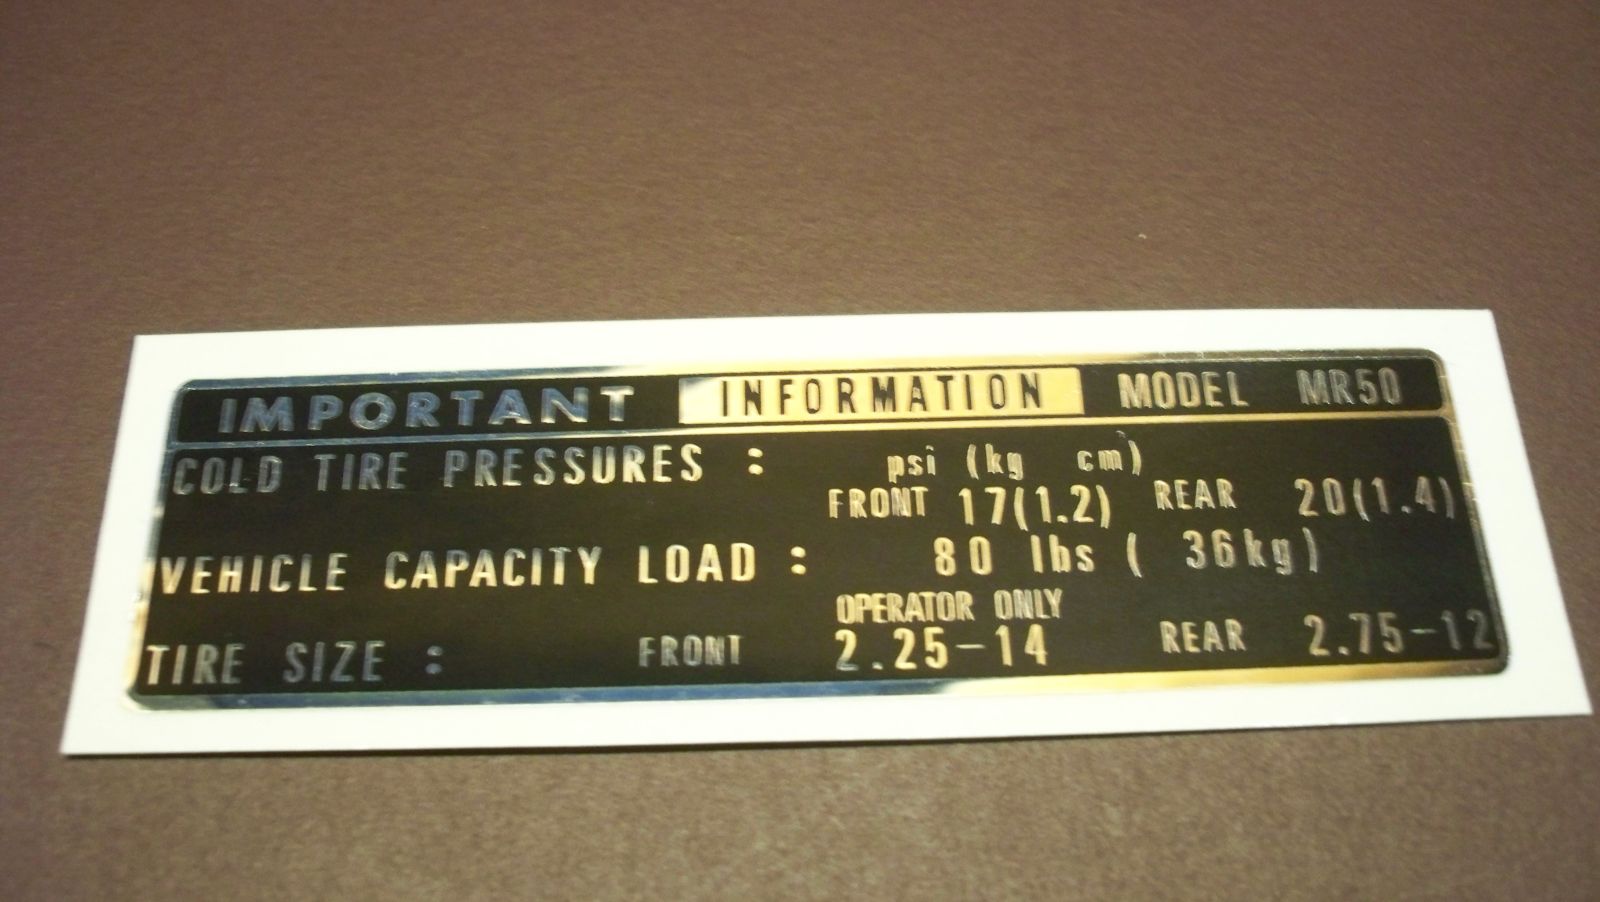 IMPORTANT INFORMATION MODEL MR50
COLD TIRE PRESSURES : psi (kg cm²)
FRONT 17(1.2) REAR 20(1.4)
VEHICLE CAPACITY LOAD : 80 lbs ( 36kg)
OPERATOR ONLY
TIRE SIZE : FRONT 2.25-14 REAR 2.75-12